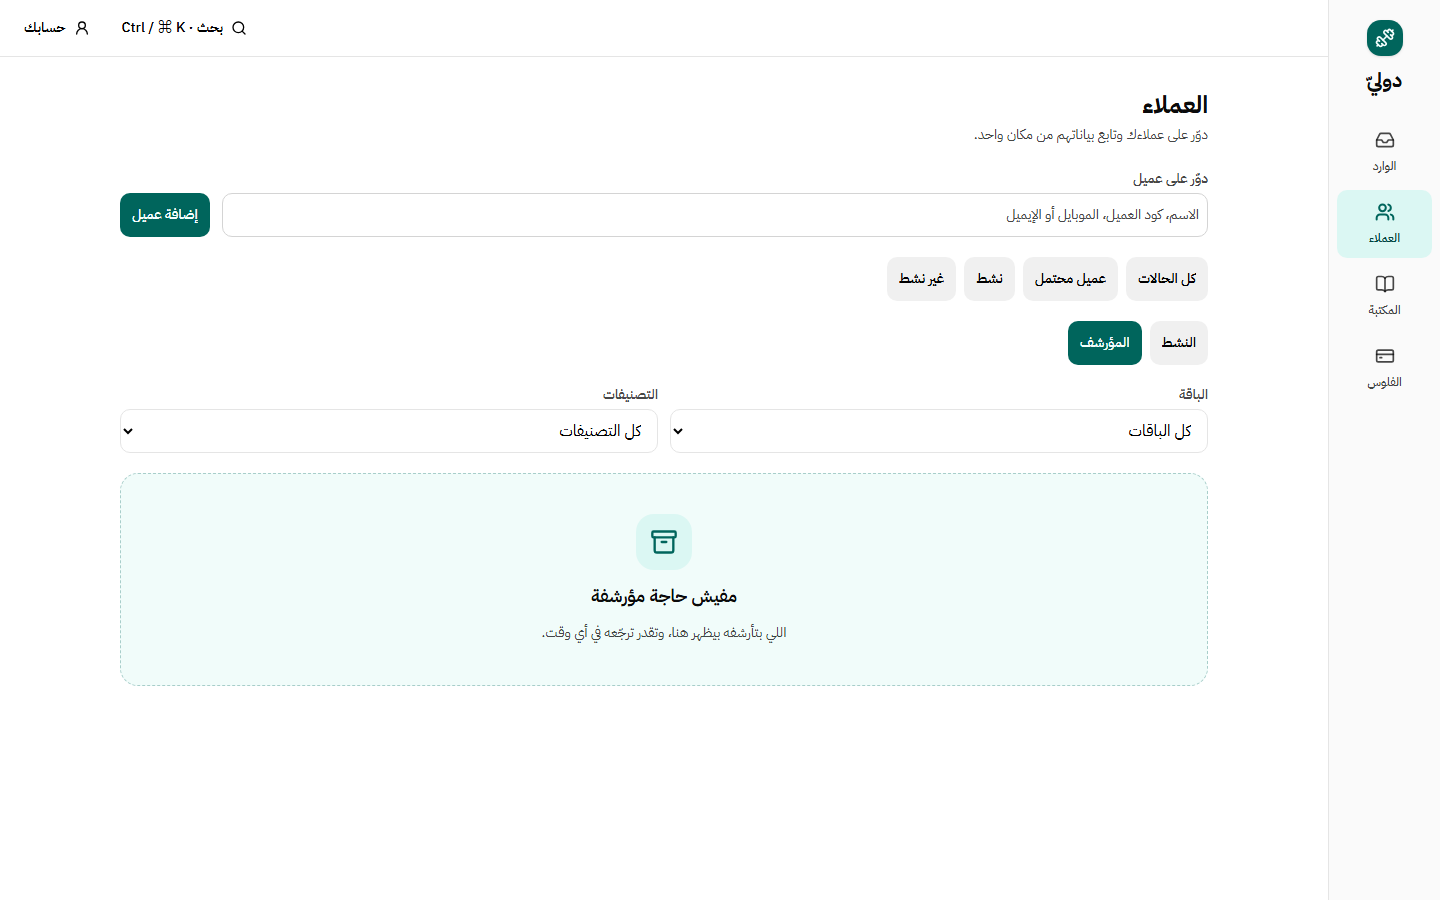 دوليّ
الوارد
العملاء
المكتبة
الفلوس
بحث · Ctrl / ⌘ K
حسابك
العملاء
دوّر على عملاءك وتابع بياناتهم من مكان واحد.
دوّر على عميل
الاسم، كود العميل، الموبايل أو الإيميل
إضافة عميل
كل الحالات
عميل محتمل
نشط
غير نشط
النشط
المؤرشف
الباقة
التصنيفات
كل الباقات
كل التصنيفات
مفيش حاجة مؤرشفة
اللي بتأرشفه بيظهر هنا، وتقدر ترجّعه في أي وقت.